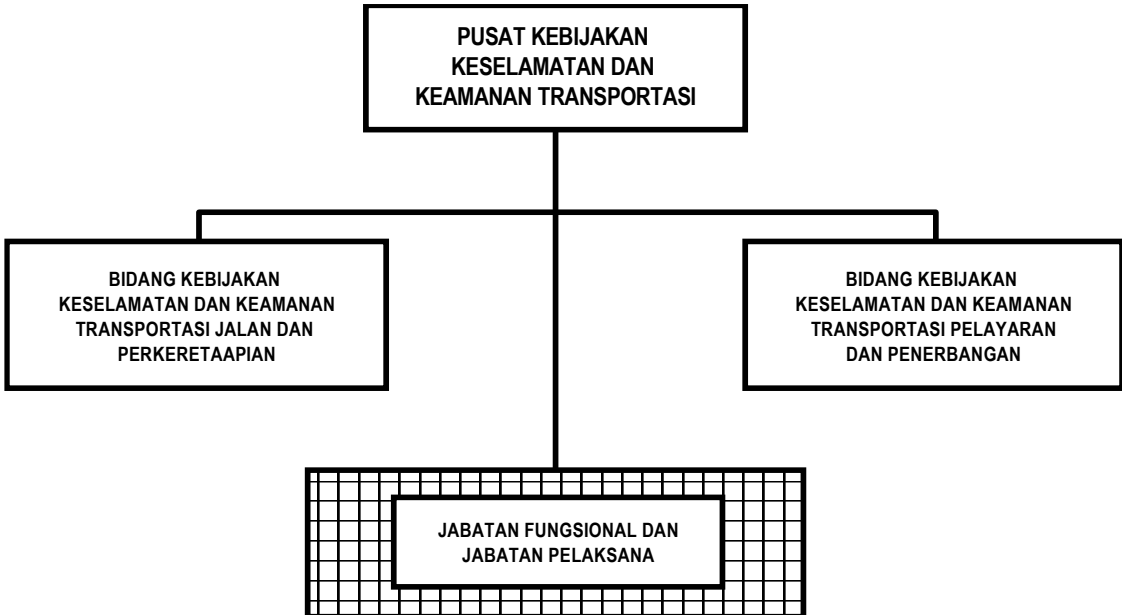 PUSAT KEBIJAKAN
KESELAMATAN DAN
KEAMANAN TRANSPORTASI
BIDANG KEBIJAKAN
KESELAMATAN DAN KEAMANAN
TRANSPORTASI JALAN DAN
PERKERETAAPIAN
BIDANG KEBIJAKAN
KESELAMATAN DAN KEAMANAN
TRANSPORTASI PELAYARAN
DAN PENERBANGAN
JABATAN FUNGSIONAL DAN
JABATAN PELAKSANA